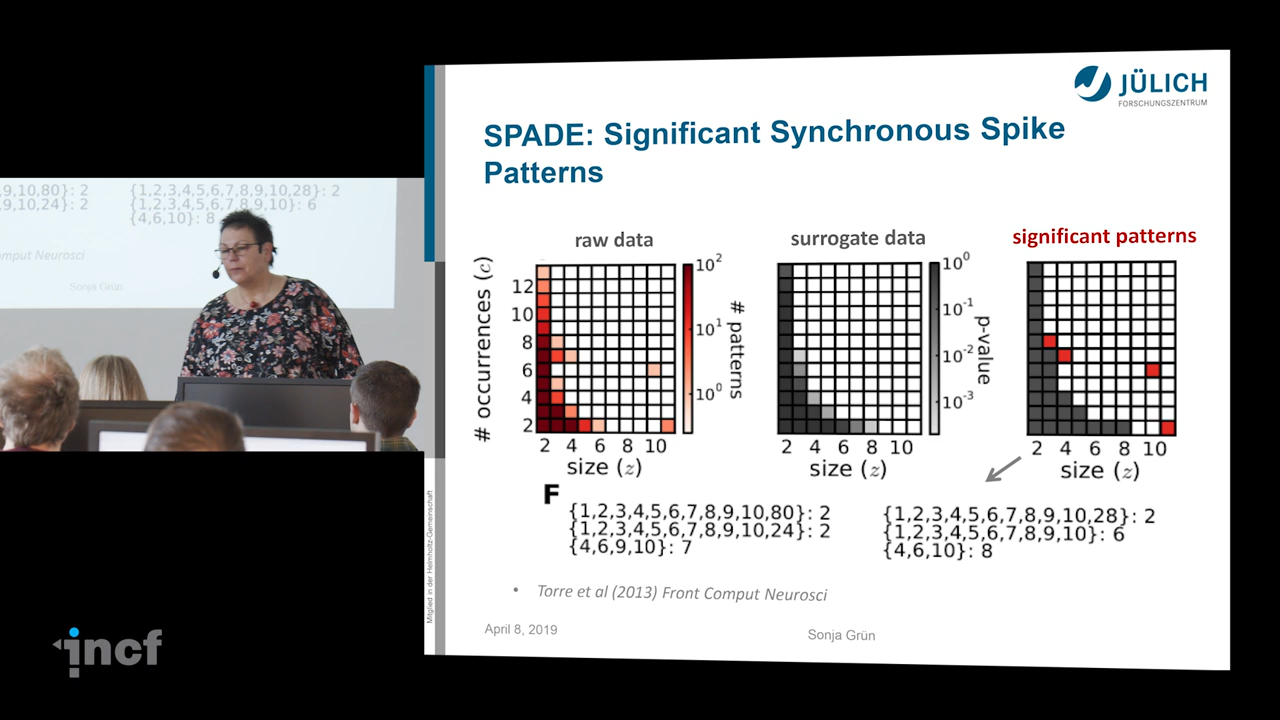 JÜLICH
FORSCHUNGSZENTRUM
SPADE: Significant Synchronous Spike
Patterns
9,10,80}: 2 {1,2,3,4,5,6,7,8,9,10,28}: 2
9,10,24}: 2 {1,2,3,4,5,6,7,8,9,10}: 6
{4,6,10}: 8
omput Neurosci
Sonja Grün
raw data
surrogate data
significant patterns
# occurrences (c)
12
10
8
6
4
2
2 4 6 8 10
size (z)
10²
10¹
10⁰
# patterns
2 4 6 8 10
size (z)
10⁰
10⁻¹
10⁻²
10⁻³
p-value
2 4 6 8 10
size (z)
F
{1,2,3,4,5,6,7,8,9,10,80}: 2
{1,2,3,4,5,6,7,8,9,10,24}: 2
{4,6,9,10}: 7
{1,2,3,4,5,6,7,8,9,10,28}: 2
{1,2,3,4,5,6,7,8,9,10}: 6
{4,6,10}: 8
• Torre et al (2013) Front Comput Neurosci
April 8, 2019
Sonja Grün
Mitglied in der Helmholtz-Gemeinschaft
incf